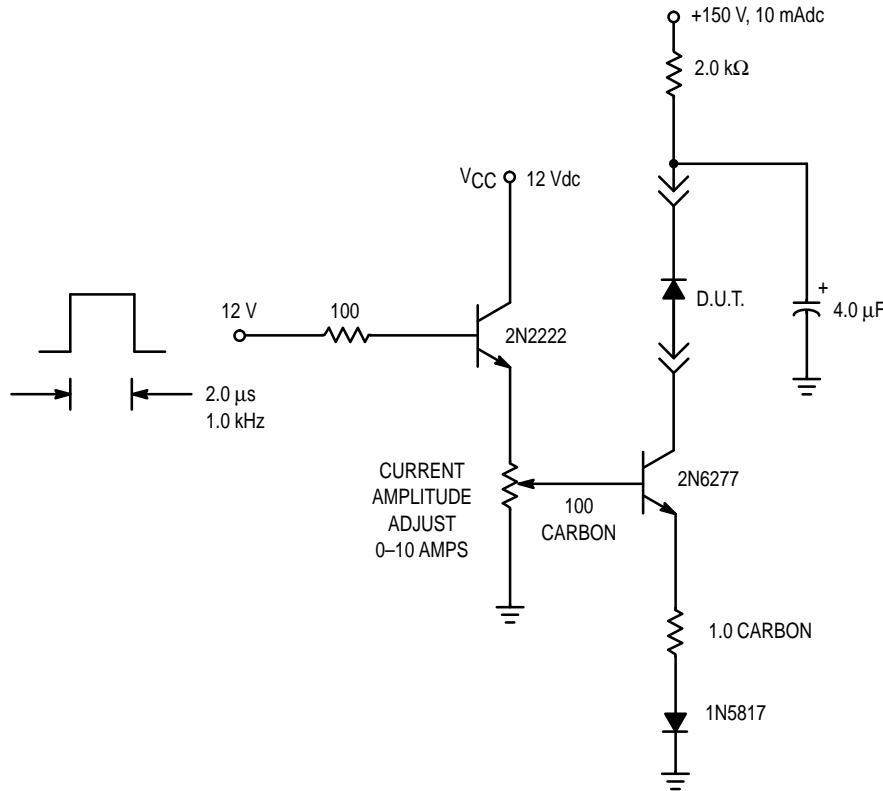 +150 V, 10 mAdc
2.0 kΩ
VCC
12 Vdc
12 V
100
2N2222
D.U.T.
+
4.0 μF
2.0 μs
1.0 kHz
CURRENT
AMPLITUDE
ADJUST
0–10 AMPS
100
CARBON
2N6277
1.0 CARBON
1N5817